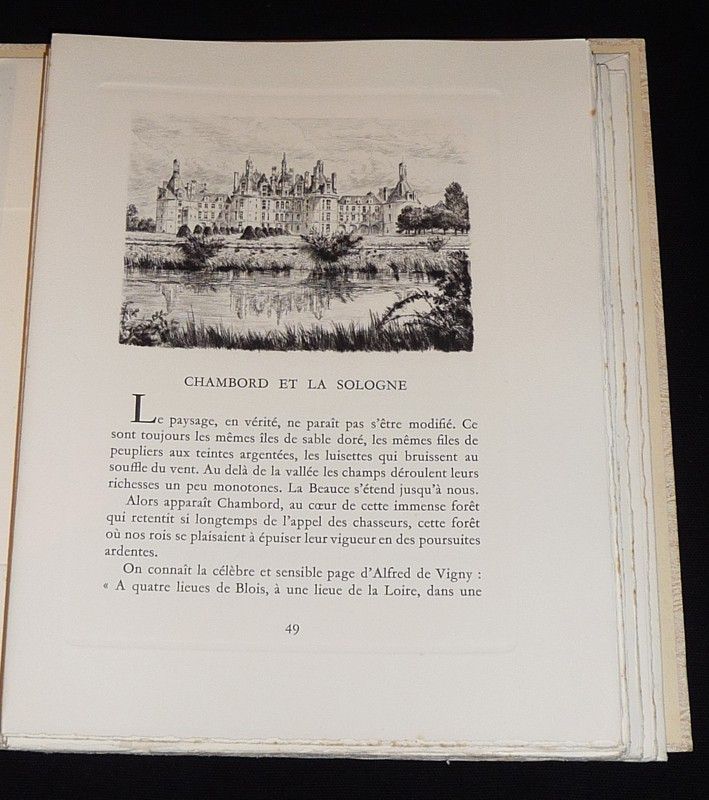 CHAMBORD ET LA SOLOGNE
Le paysage, en vérité, ne paraît pas s'être modifié. Ce
sont toujours les mêmes îles de sable doré, les mêmes files de
peupliers aux teintes argentées, les luisettes qui bruissent au
souffle du vent. Au delà de la vallée les champs déroulent leurs
richesses un peu monotones. La Beauce s'étend jusqu'à nous.
Alors apparaît Chambord, au cœur de cette immense forêt
qui retentit si longtemps de l'appel des chasseurs, cette forêt
où nos rois se plaisaient à épuiser leur vigueur en des poursuites
ardentes.
On connaît la célèbre et sensible page d'Alfred de Vigny :
« A quatre lieues de Blois, à une lieue de la Loire, dans une
49